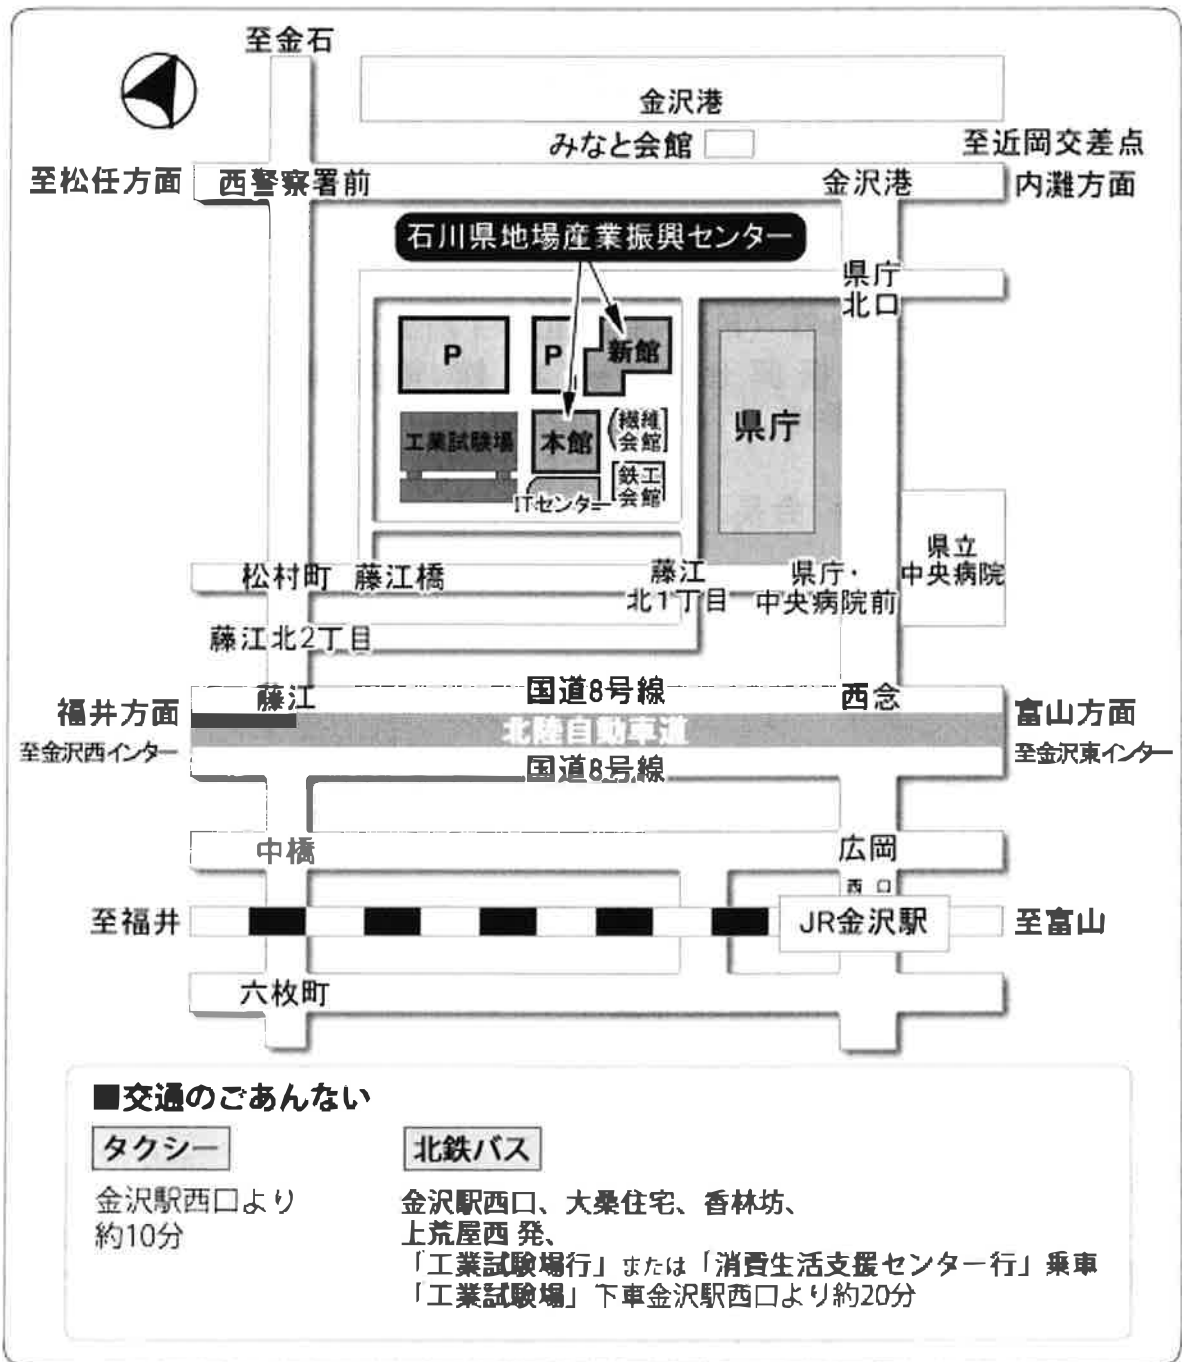 至金石
金沢港
みなと会館
至近岡交差点
至松任方面
西警察署前
金沢港
内灘方面
石川県地場産業振興センター
県庁
北口
P
P
新館
工業試験場
本館
繊維
会館
県庁
鉄工
会館
ITセンター
県立
中央病院
松村町
藤江橋
藤江
北1丁目
県庁・
中央病院前
藤江北2丁目
国道8号線
藤江
西念
福井方面
富山方面
北陸自動車道
至金沢西インター
至金沢東インター
国道8号線
中橋
広岡
西口
至福井
JR金沢駅
至富山
六枚町
■交通のごあんない
タクシー
金沢駅西口より
約10分
北鉄バス
金沢駅西口、大桑住宅、香林坊、
上荒屋西 発、
「工業試験場行」または「消費生活支援センター行」乗車
「工業試験場」下車金沢駅西口より約20分